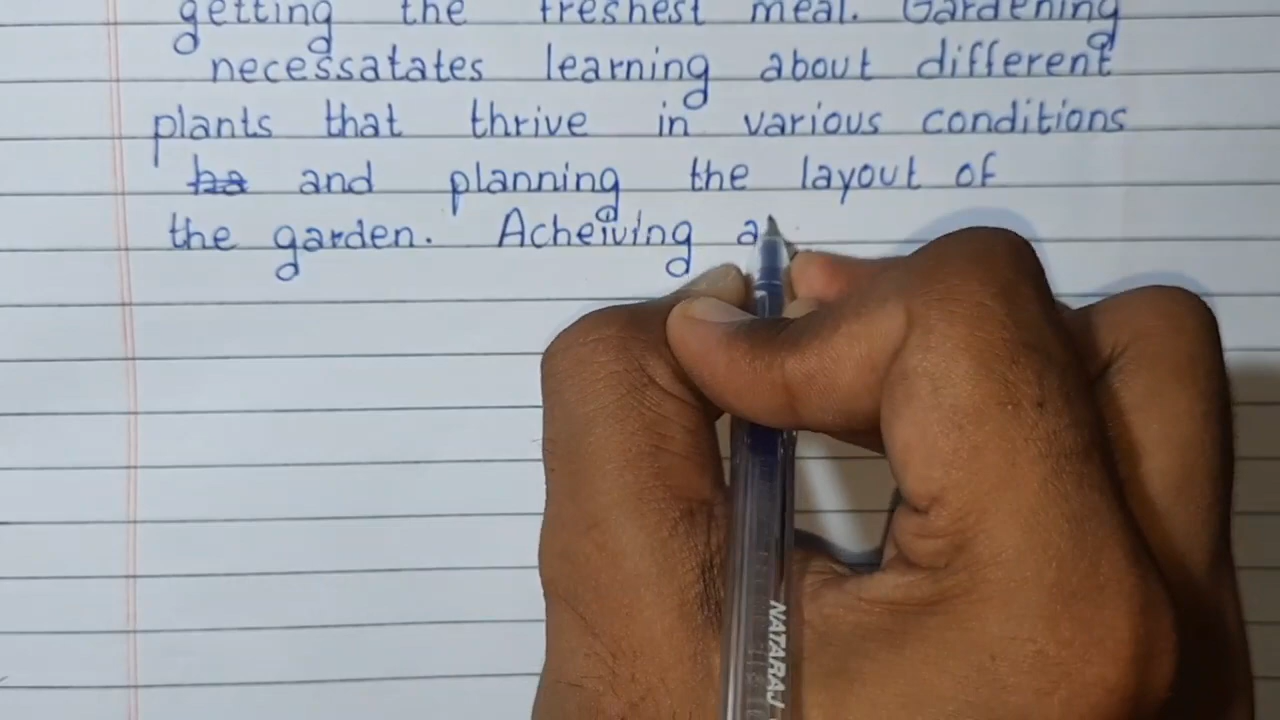 getting the freshest meal. Gardening
necessatates learning about different
plants that thrive in various conditions
and planning the layout of
the garden. Acheiving a
NATARAJ